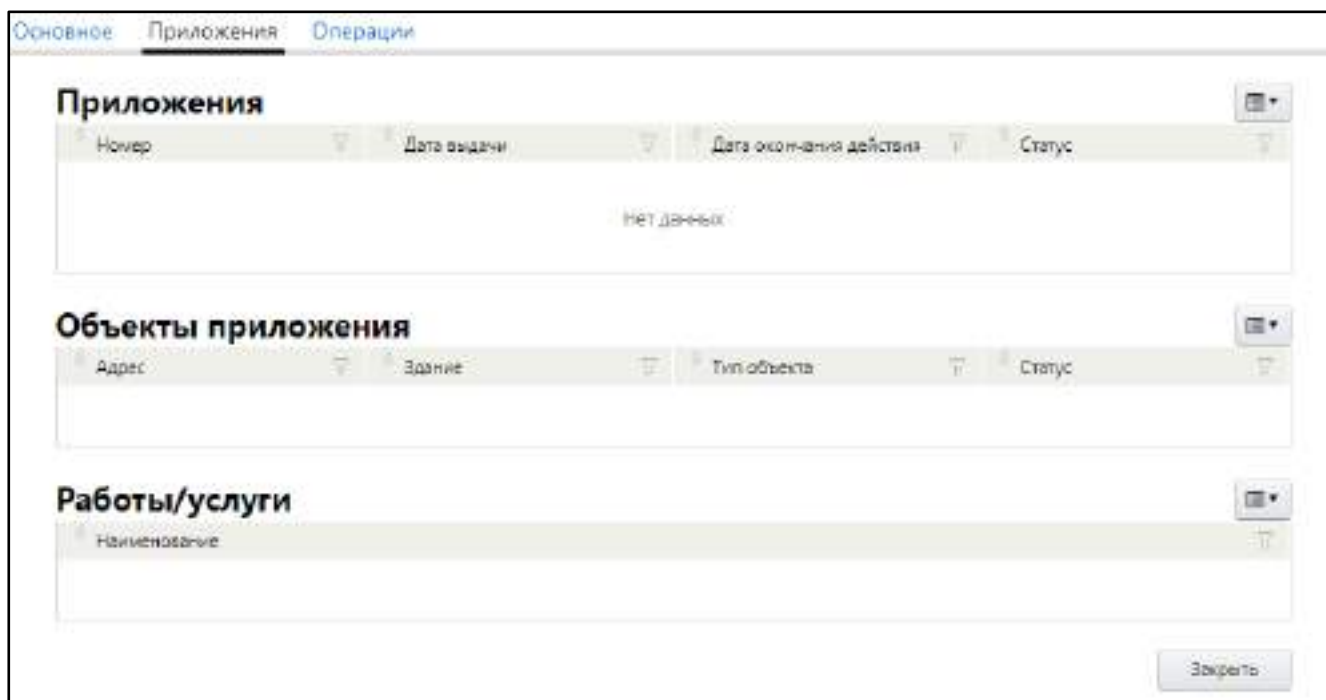 Основное Приложения Операции
Приложения
Номер Дата выдачи Дата окончания действия Статус
Нет данных
Объекты приложения
Адрес Здание Тип объекта Статус
Работы/услуги
Наименование
Закрыть